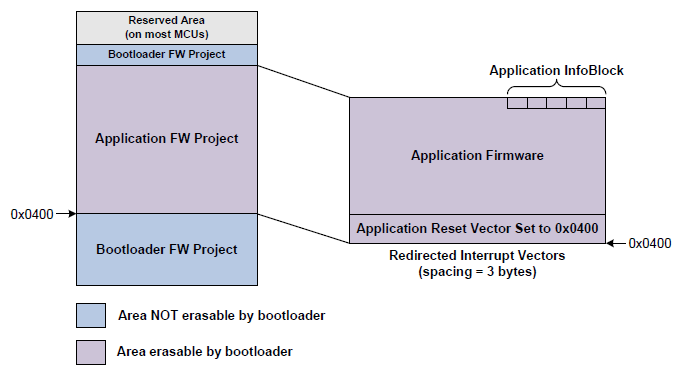 Reserved Area
(on most MCUs)
Bootloader FW Project
Application FW Project
0x0400
Bootloader FW Project
Application InfoBlock
Application Firmware
Application Reset Vector Set to 0x0400
0x0400
Redirected Interrupt Vectors
(spacing = 3 bytes)
Area NOT erasable by bootloader
Area erasable by bootloader